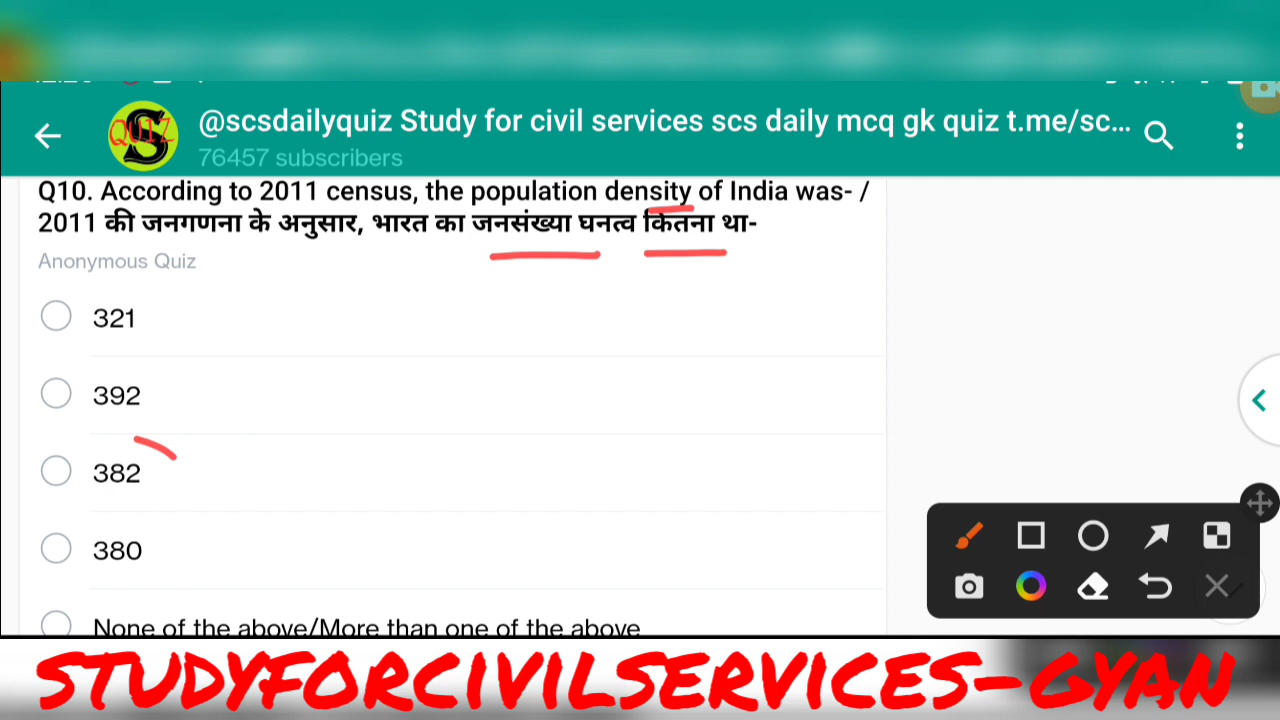 @scsdailyquiz Study for civil services scs daily mcq gk quiz t.me/sc...
76457 subscribers
Q10. According to 2011 census, the population density of India was- /
2011 की जनगणना के अनुसार, भारत का जनसंख्या घनत्व कितना था-
Anonymous Quiz
321
392
382
380
None of the above/More than one of the above
STUDYFORCIVILSERVICES-GYAN
QUIZ
S